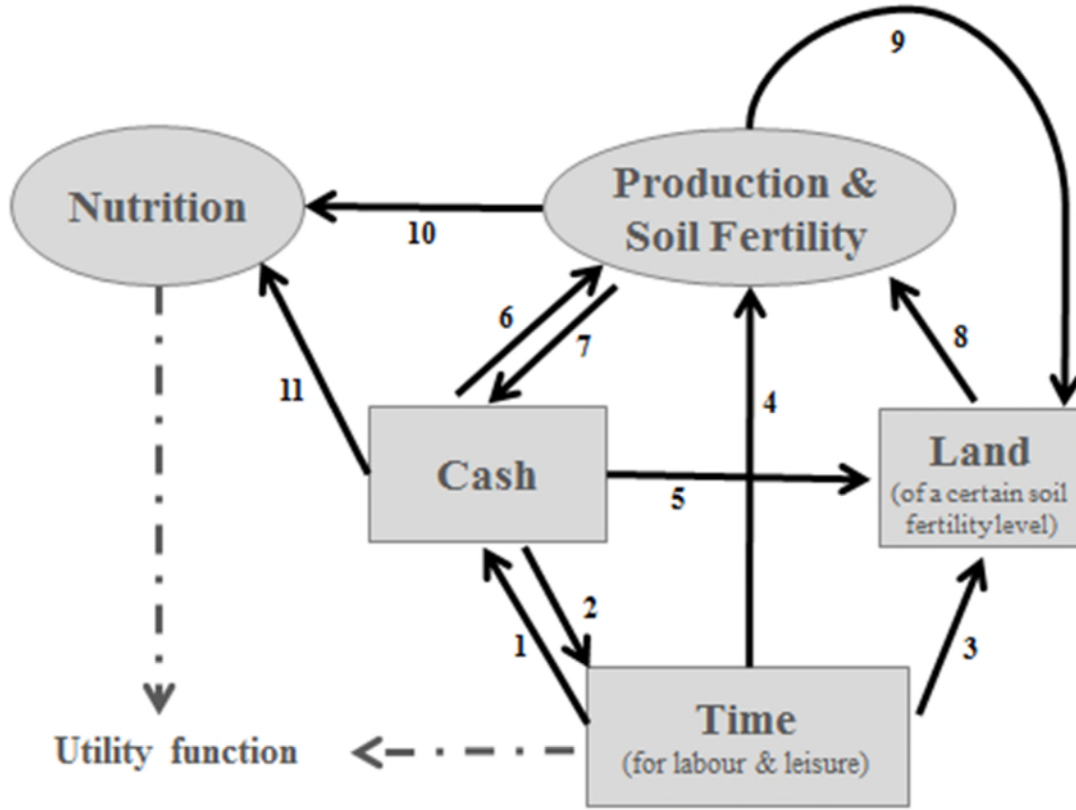 9
Production &
Soil Fertility
Nutrition
10
6
7
8
11
4
Cash
5
Land
(of a certain soil
fertility level)
2
1
3
Time
(for labour & leisure)
Utility function